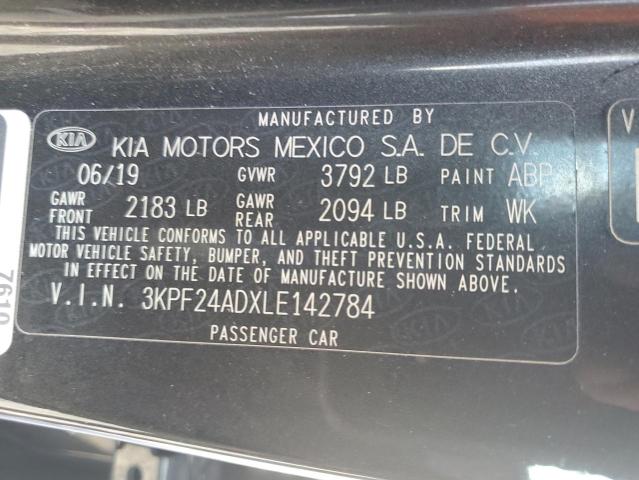 MANUFACTURED BY
KIA KIA MOTORS MEXICO S.A. DE C.V.
06/19 GVWR 3792 LB PAINT ABP
GAWR FRONT 2183 LB GAWR REAR 2094 LB TRIM WK
THIS VEHICLE CONFORMS TO ALL APPLICABLE U.S.A. FEDERAL
MOTOR VEHICLE SAFETY, BUMPER, AND THEFT PREVENTION STANDARDS
IN EFFECT ON THE DATE OF MANUFACTURE SHOWN ABOVE.
V.I.N. 3KPF24ADXLE142784
PASSENGER CAR
7610
V